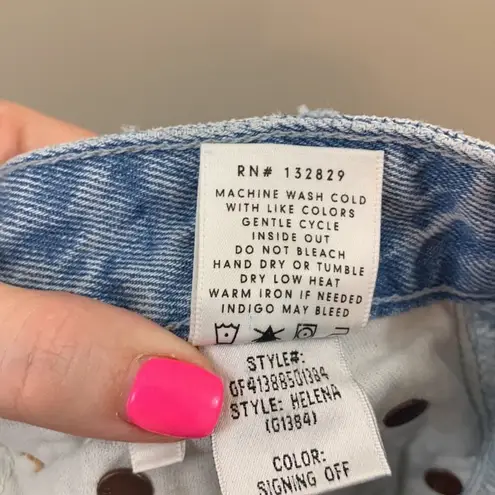 RN# 132829
MACHINE WASH COLD
WITH LIKE COLORS
GENTLE CYCLE
INSIDE OUT
DO NOT BLEACH
HAND DRY OR TUMBLE
DRY LOW HEAT
WARM IRON IF NEEDED
INDIGO MAY BLEED
STYLE#:
GF41388501384
STYLE: HELENA
(G1384)
COLOR:
SIGNING OFF